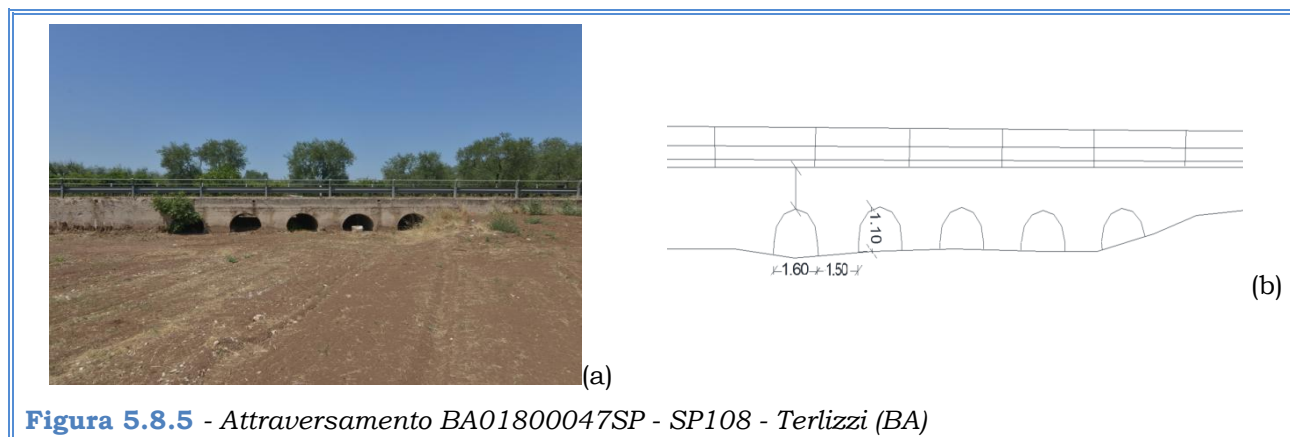 1.10
1.60 1.50
(b)
(a)
Figura 5.8.5 - Attraversamento BA01800047SP - SP108 - Terlizzi (BA)